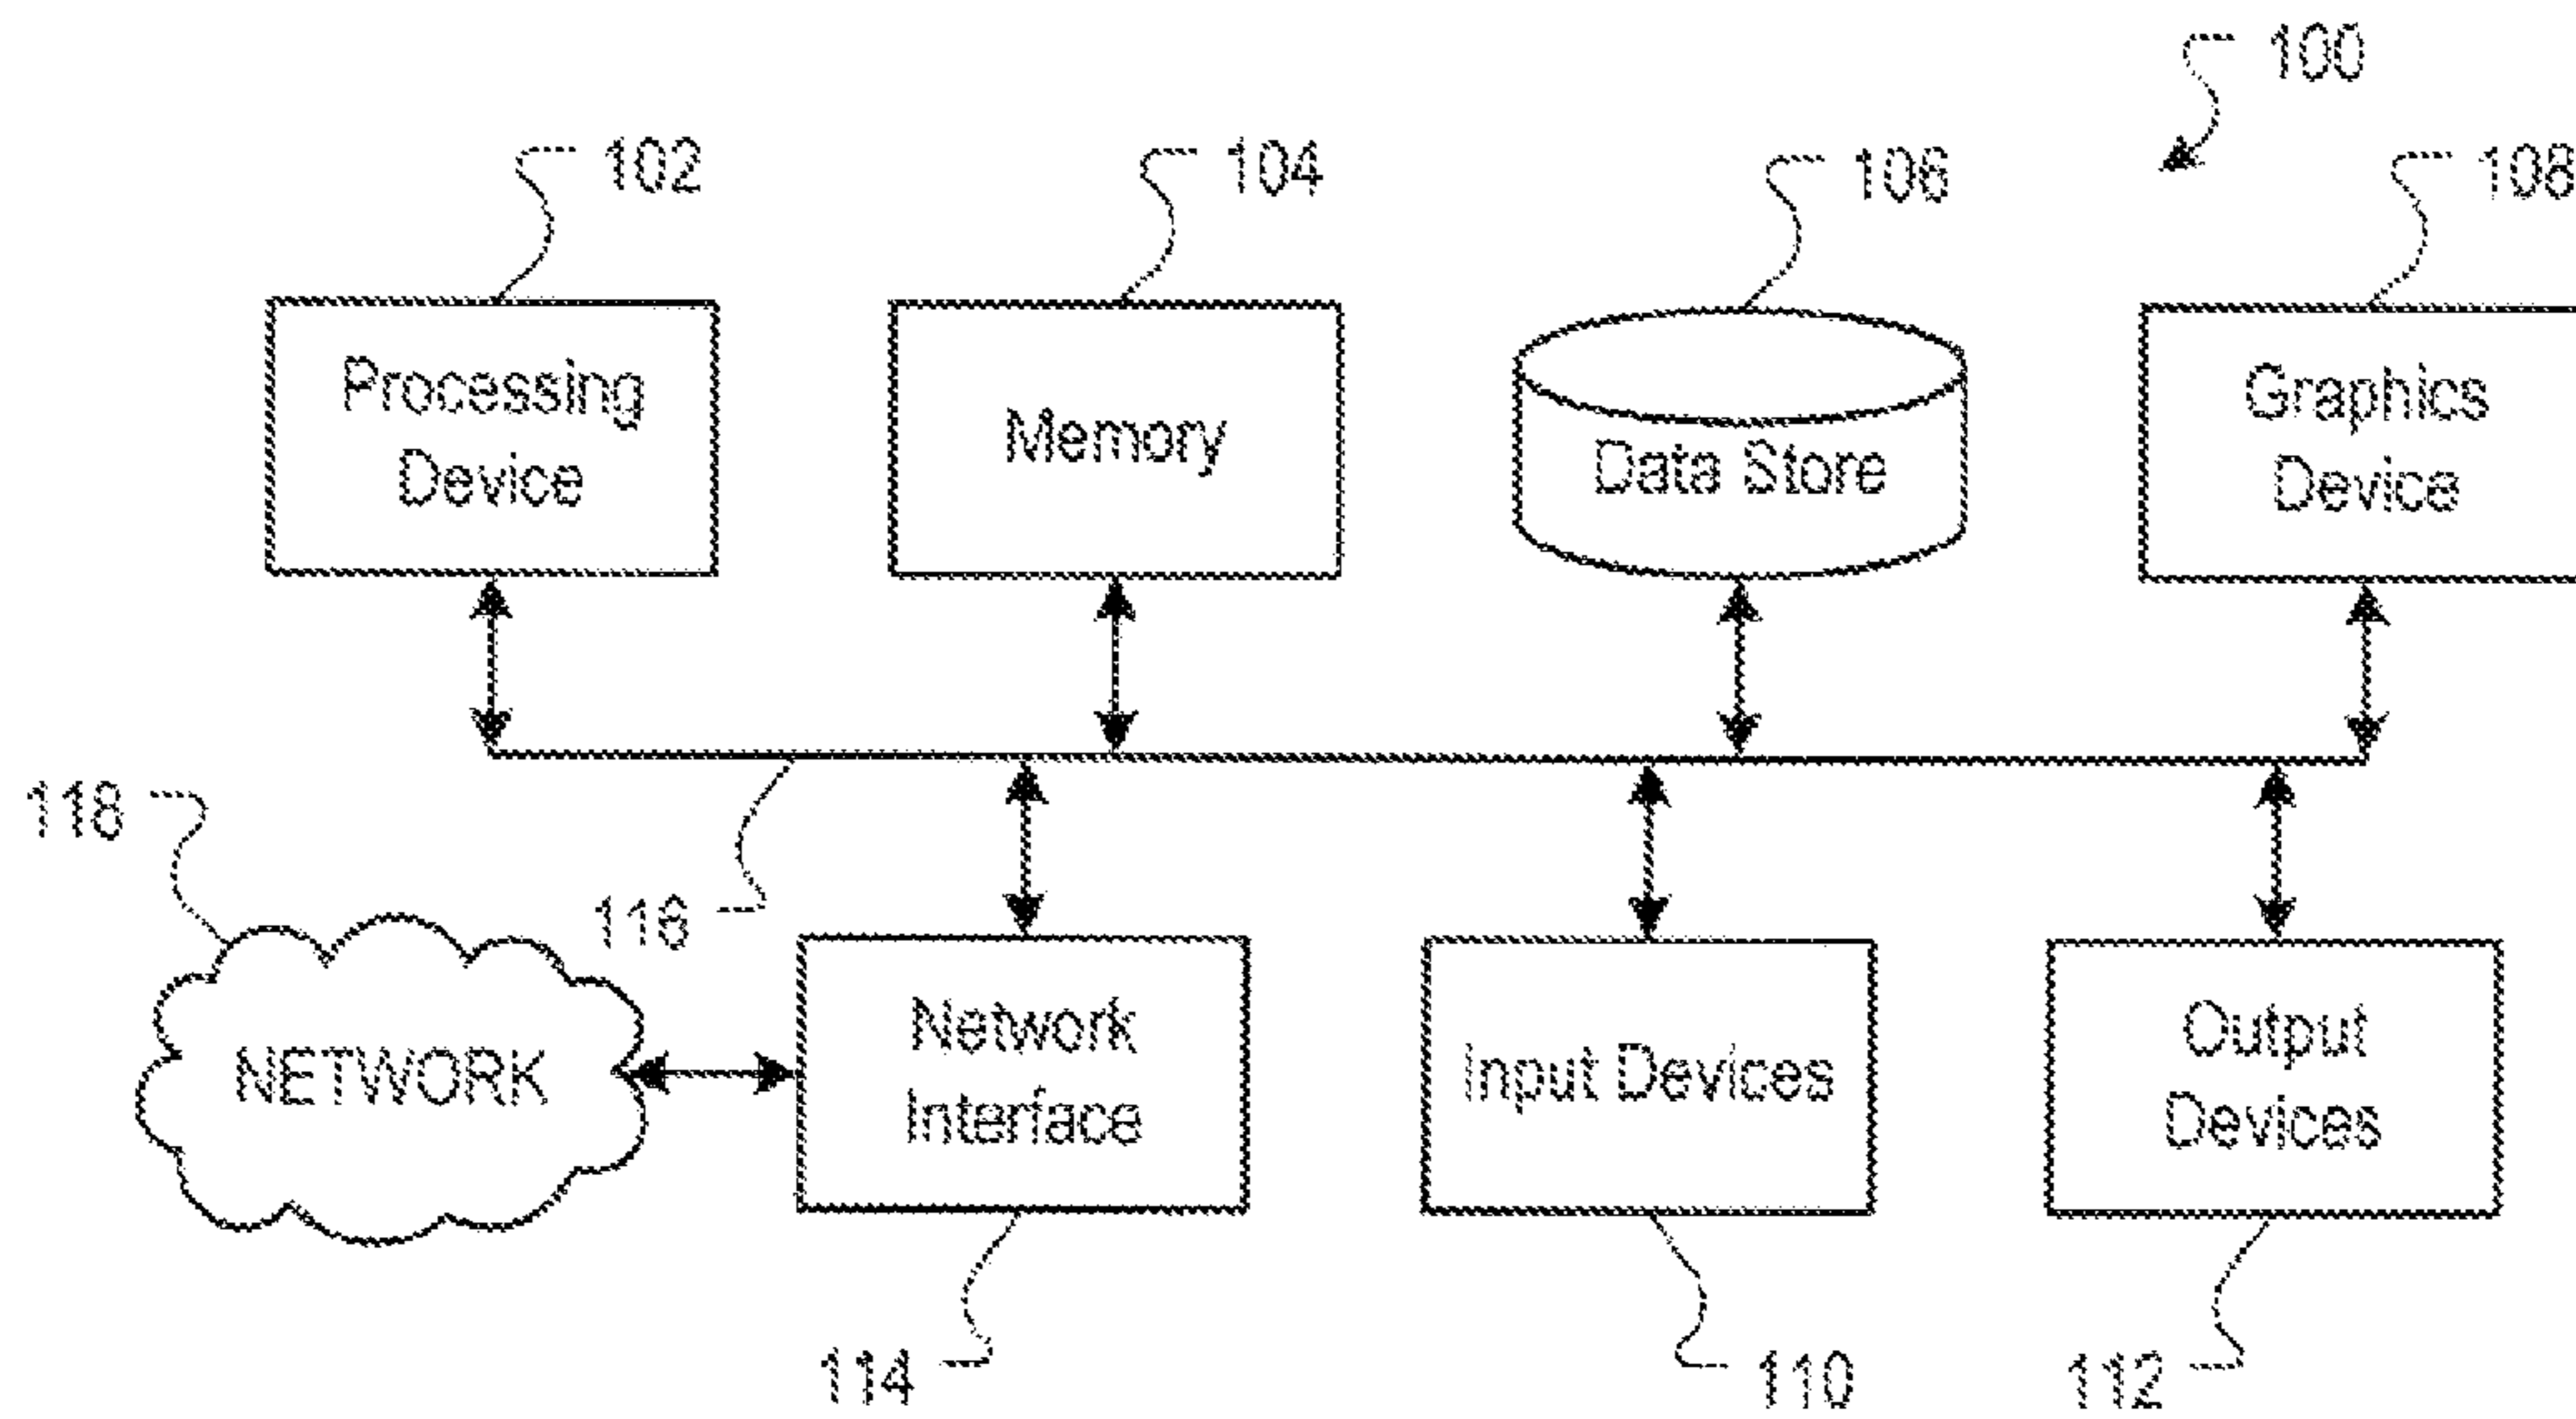 100
102
104
106
108
Processing
Device
Memory
Data Store
Graphics
Device
118
116
NETWORK
Network
Interface
Input Devices
Output
Devices
114
110
112